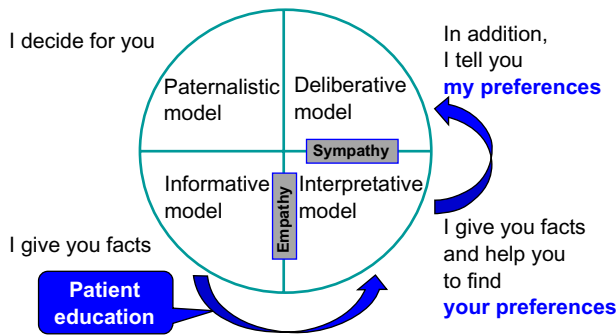 I decide for you
In addition,
I tell you
my preferences
Paternalistic
model
Deliberative
model
Sympathy
Informative
model
Empathy
Interpretative
model
I give you facts
I give you facts
and help you
to find
your preferences
Patient
education